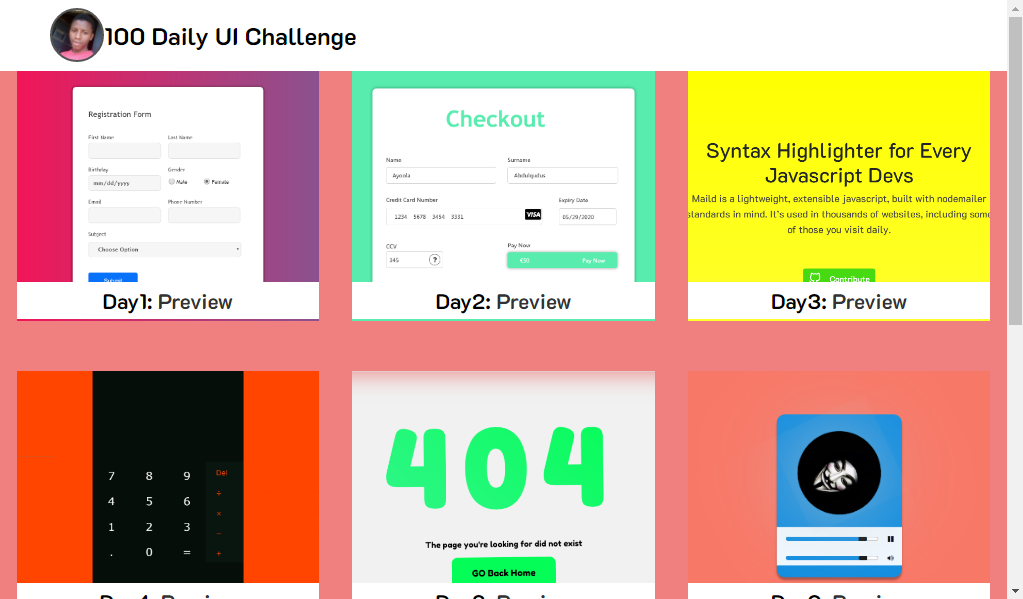 100 Daily UI Challenge
Registration Form
First Name Last Name
Birthday Gender
mm/dd/yyyy Male Female
Email Phone Number
Subject
Choose Option
Submit
Day1: Preview
Checkout
Name Surname
Ayoola Abdulqudus
Credit Card Number Expiry Date
1234 5678 3454 3331 VISA 05/29/2020
CCV Pay Now
345 ? €50 Pay Now
Day2: Preview
Syntax Highlighter for Every
Javascript Devs
Maild is a lightweight, extensible javascript, built with nodemailer
standards in mind. It's used in thousands of websites, including some
of those you visit daily.
Contribute
Day3: Preview
7 8 9 Del
÷
4 5 6
×
1 2 3
-
. 0 = +
404
The page you're looking for did not exist
GO Back Home